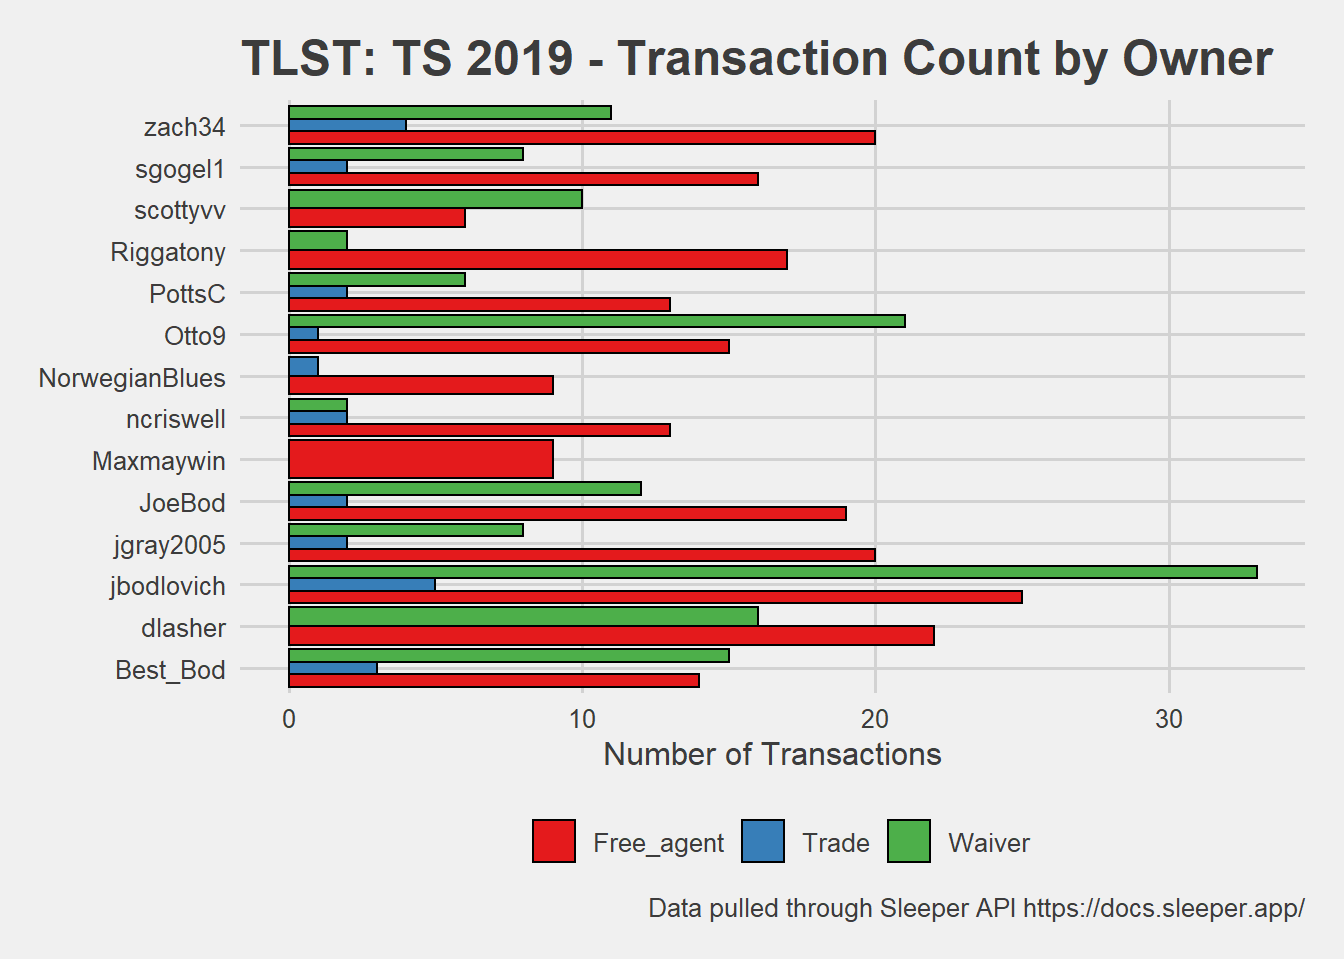 TLST: TS 2019 - Transaction Count by Owner
zach34
sgogel1
scottyvv
Riggatony
PottsC
Otto9
NorwegianBlues
ncriswell
Maxmaywin
JoeBod
jgray2005
jbodlovich
dlasher
Best_Bod
0 10 20 30
Number of Transactions
Free_agent Trade Waiver
Data pulled through Sleeper API https://docs.sleeper.app/